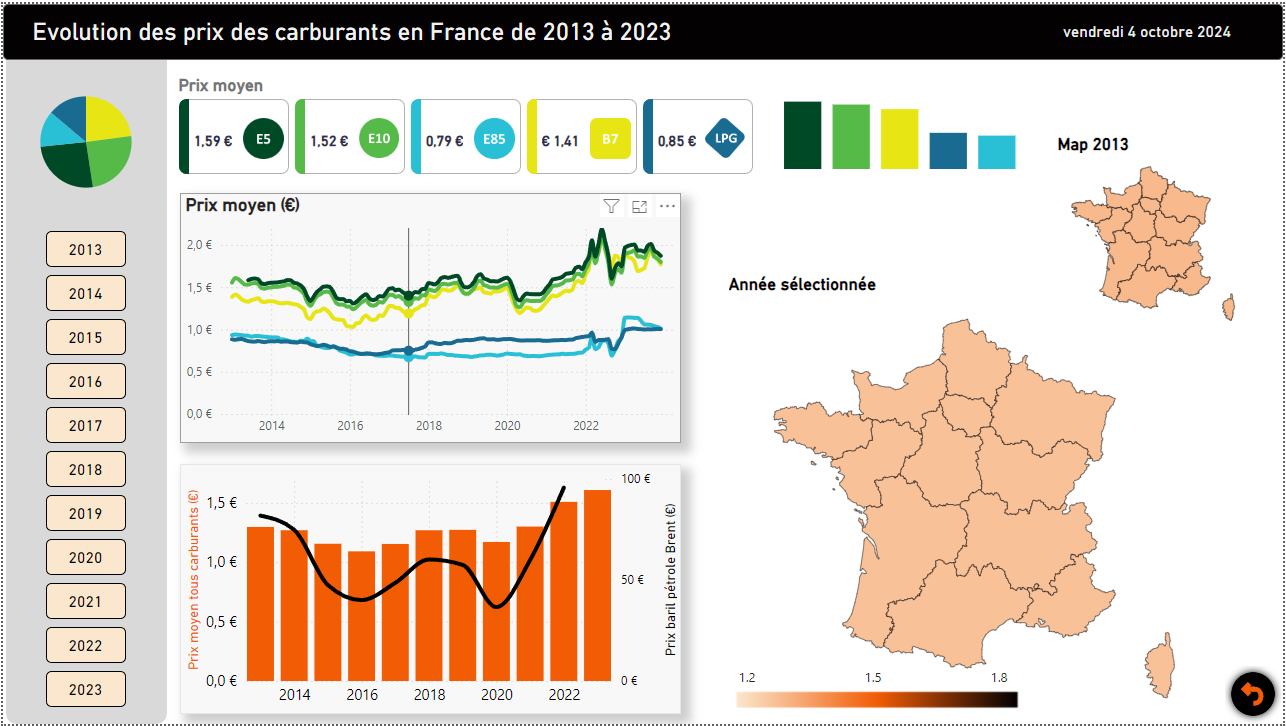 Evolution des prix des carburants en France de 2013 à 2023
vendredi 4 octobre 2024
Prix moyen
1,59 € E5
1,52 € E10
0,79 € E85
€ 1,41 B7
0,85 € LPG
Map 2013
2013
2014
2015
2016
2017
2018
2019
2020
2021
2022
2023
Prix moyen (€)
2,0 €
1,5 €
1,0 €
0,5 €
0,0 €
2014 2016 2018 2020 2022
Année sélectionnée
Prix moyen tous carburants (€)
1,5 €
1,0 €
0,5 €
0,0 €
2014 2016 2018 2020 2022
100 €
50 €
0 €
Prix baril pétrole Brent (€)
1.2 1.5 1.8